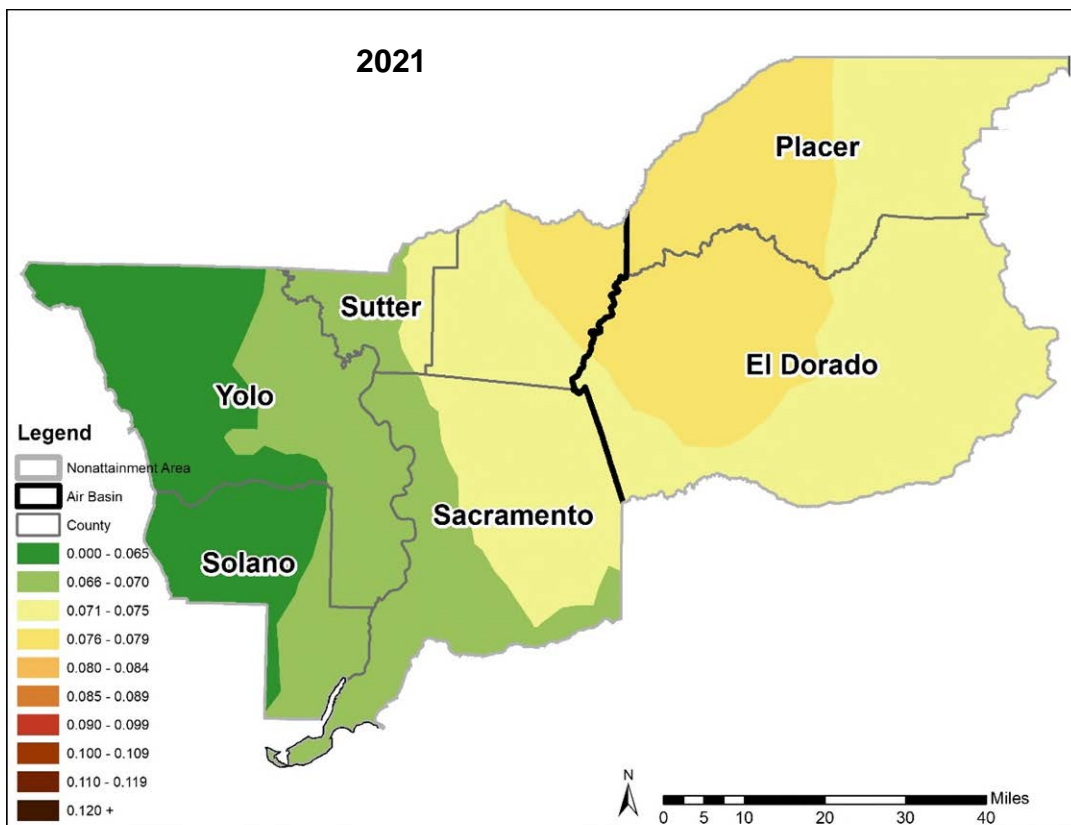 2021
Placer
Sutter
El Dorado
Yolo
Sacramento
Solano
Legend
Nonattainment Area
Air Basin
County
0.000 - 0.065
0.066 - 0.070
0.071 - 0.075
0.076 - 0.079
0.080 - 0.084
0.085 - 0.089
0.090 - 0.099
0.100 - 0.109
0.110 - 0.119
0.120 +
N
Miles
0 5 10 20 30 40